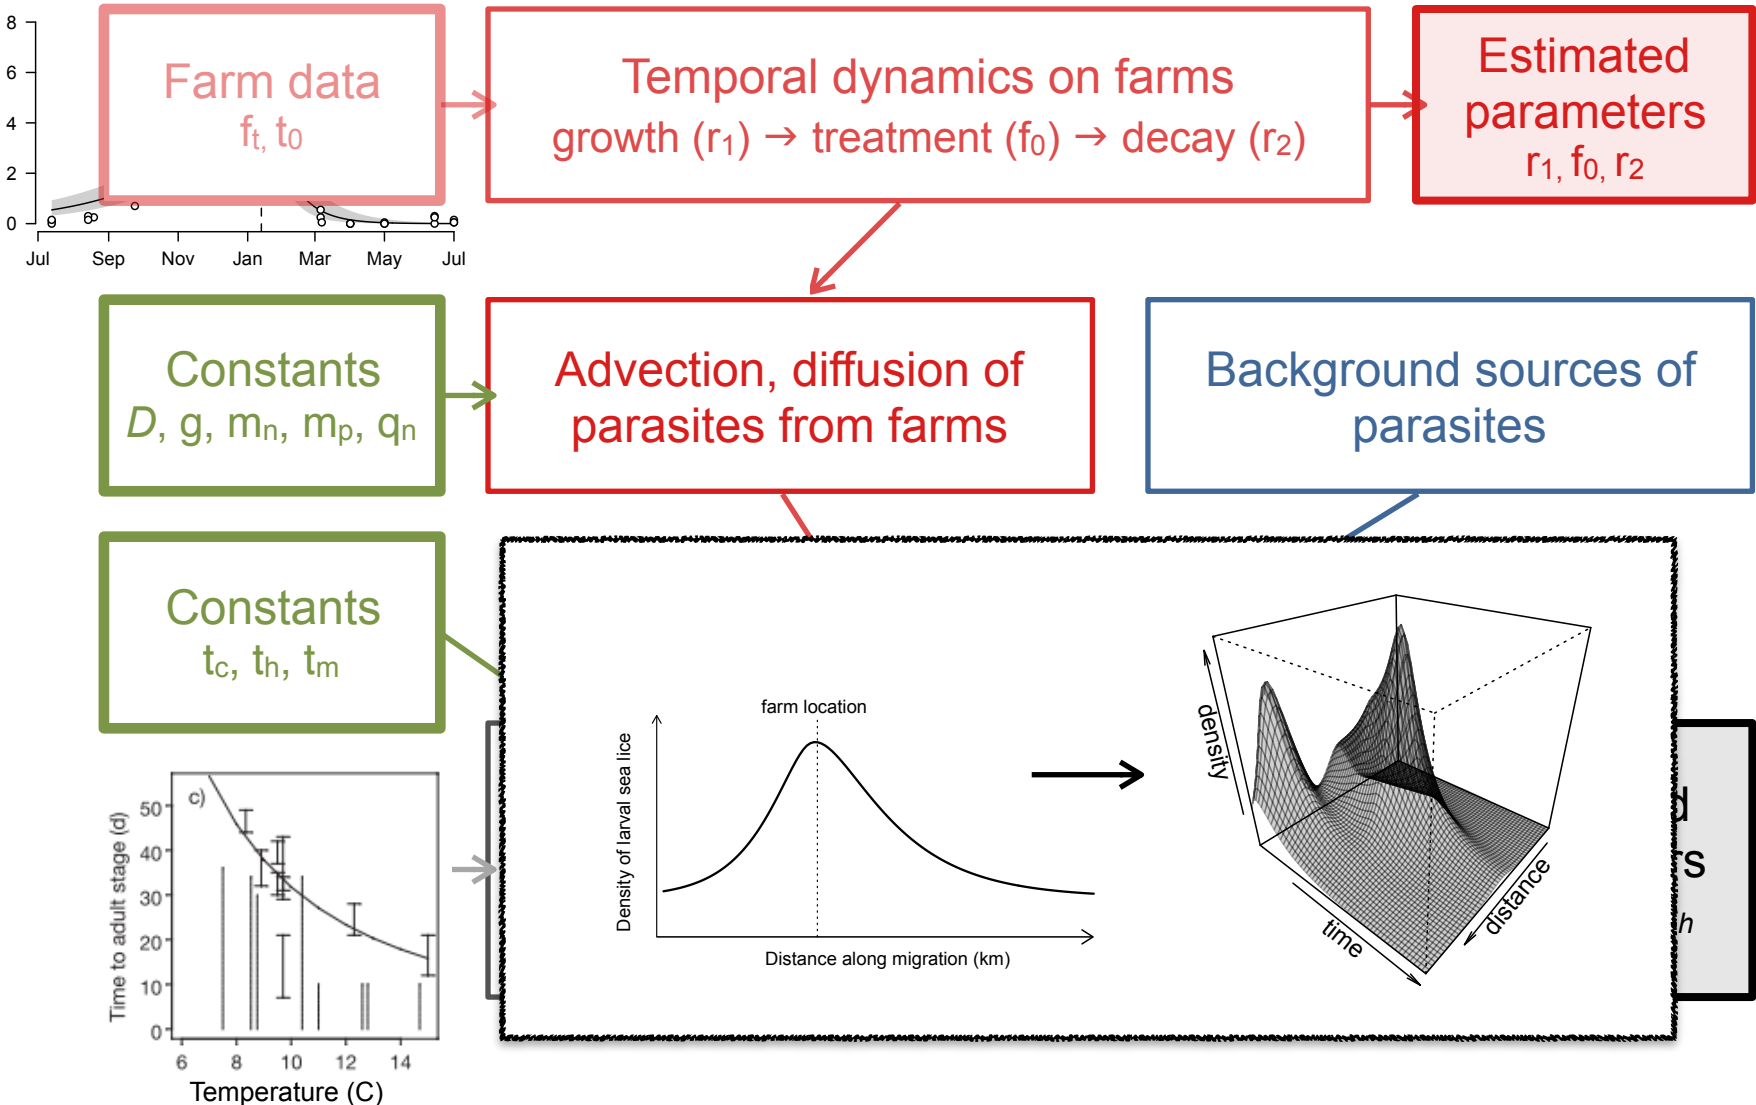 8
6
4
2
0
Jul
Sep
Nov
Jan
Mar
May
Jul
Farm data
fₜ, t₀
Temporal dynamics on farms
growth (r₁) → treatment (f₀) → decay (r₂)
Estimated
parameters
r₁, f₀, r₂
Constants
D, g, mₙ, mₚ, qₙ
Advection, diffusion of
parasites from farms
Background sources of
parasites
Constants
t_c, tₕ, tₘ
farm location
Density of larval sea lice
Distance along migration (km)
density
time
distance
h
c)
Time to adult stage (d)
50
40
30
20
10
0
6
8
10
12
14
Temperature (C)